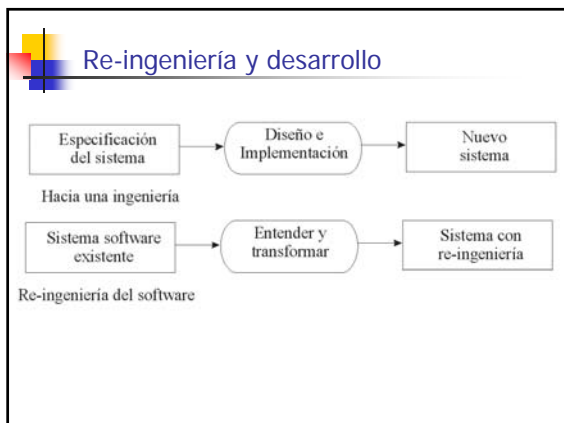 Re-ingeniería y desarrollo
Especificación
del sistema
Diseño e
Implementación
Nuevo
sistema
Hacia una ingeniería
Sistema software
existente
Entender y
transformar
Sistema con
re-ingeniería
Re-ingeniería del software